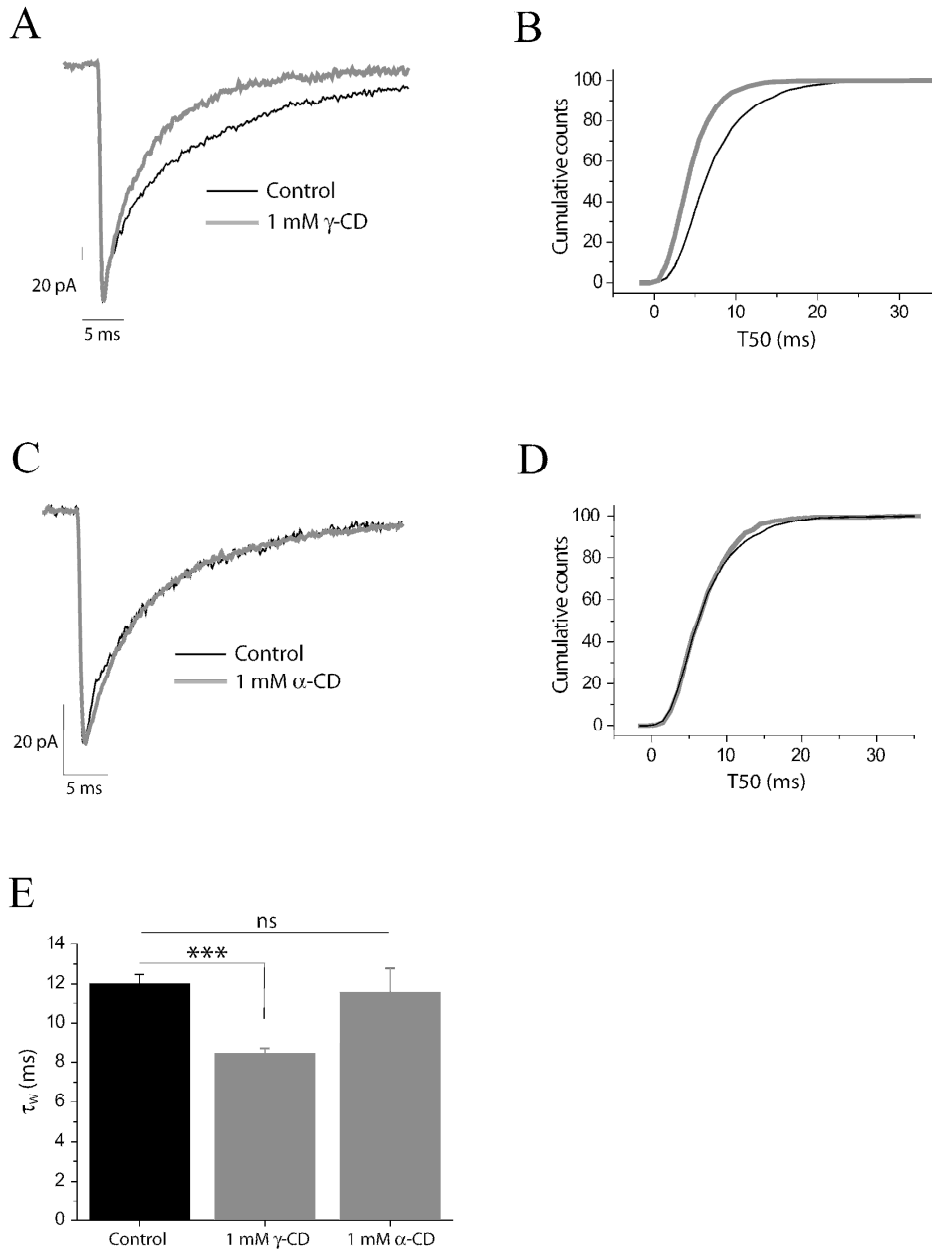 A
Control
1 mM γ-CD
20 pA
5 ms
B
100
80
60
40
20
0
Cumulative counts
0 10 20 30
T50 (ms)
C
Control
1 mM α-CD
20 pA
5 ms
D
100
80
60
40
20
0
Cumulative counts
0 10 20 30
T50 (ms)
E
ns
***
14
12
10
8
6
4
2
0
τw (ms)
Control 1 mM γ-CD 1 mM α-CD